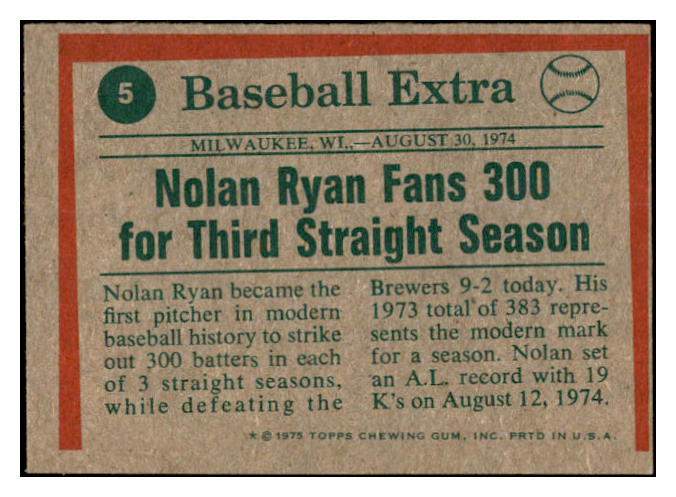 5 Baseball Extra
MILWAUKEE, WI.,—AUGUST 30, 1974
Nolan Ryan Fans 300
for Third Straight Season
Nolan Ryan became the
first pitcher in modern
baseball history to strike
out 300 batters in each
of 3 straight seasons,
while defeating the
Brewers 9-2 today. His
1973 total of 383 repre-
sents the modern mark
for a season. Nolan set
an A.L. record with 19
K's on August 12, 1974.
★ © 1975 TOPPS CHEWING GUM, INC. PRTD IN U.S.A.